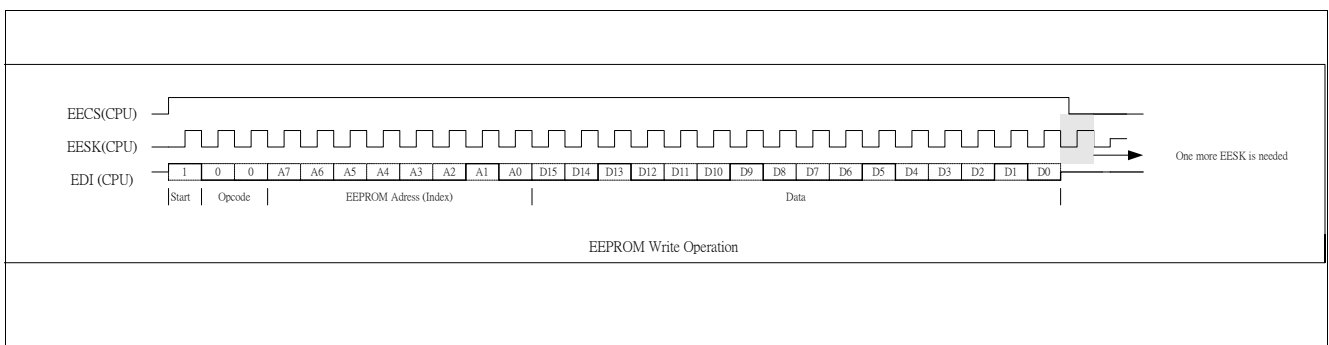 EECS(CPU)
EESK(CPU)
One more EESK is needed
EDI (CPU) 1 0 0 A7 A6 A5 A4 A3 A2 A1 A0 D15 D14 D13 D12 D11 D10 D9 D8 D7 D6 D5 D4 D3 D2 D1 D0
Start Opcode EEPROM Adress (Index) Data
EEPROM Write Operation